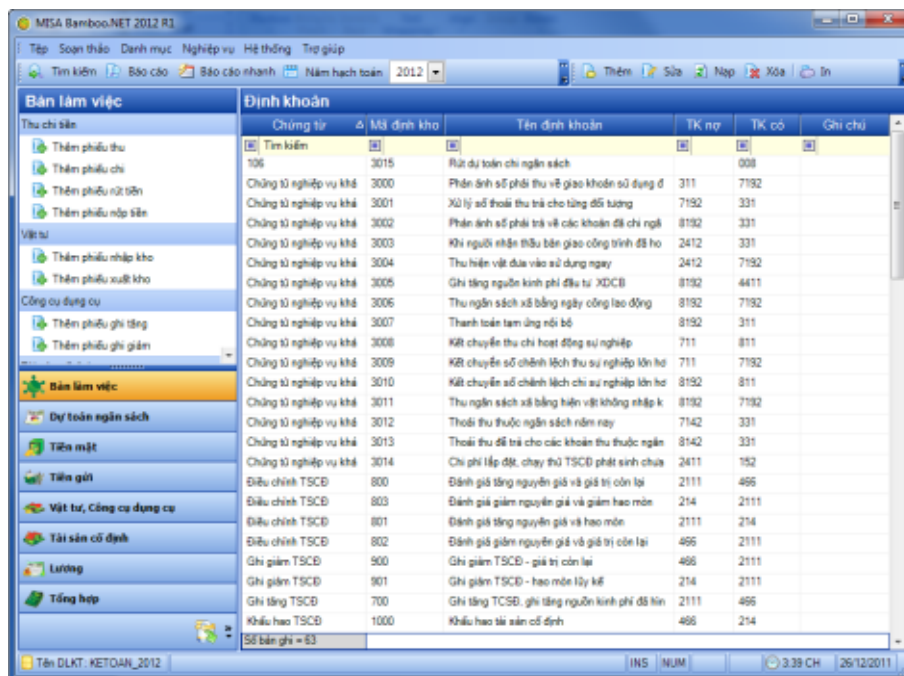 MISA Bamboo.NET 2012 R1
Tệp Soạn thảo Danh mục Nghiệp vụ Hệ thống Trợ giúp
Tìm kiếm Báo cáo Báo cáo nhanh Năm hạch toán 2012 Thêm Sửa Nạp Xóa In
Bàn làm việc
Thu chi tiền
Thêm phiếu thu
Thêm phiếu chi
Thêm phiếu rút tiền
Thêm phiếu nộp tiền
Vật tư
Thêm phiếu nhập kho
Thêm phiếu xuất kho
Công cụ dụng cụ
Thêm phiếu ghi tăng
Thêm phiếu ghi giảm
Bàn làm việc
Dự toán ngân sách
Tiền mặt
Tiền gửi
Vật tư, Công cụ dụng cụ
Tài sản cố định
Lương
Tổng hợp
Định khoản
Chứng từ Mã định kho Tên định khoản TK nợ TK có Ghi chú
Tìm kiếm
106 3015 Rút dự toán chi ngân sách 008
Chứng từ nghiệp vụ khá 3000 Phản ánh số phải thu về giao khoán sử dụng đ 311 7192
Chứng từ nghiệp vụ khá 3001 Xử lý số thoái thu trả cho từng đối tượng 7192 331
Chứng từ nghiệp vụ khá 3002 Phản ánh số phải trả về các khoản đã chi ngâ 8192 331
Chứng từ nghiệp vụ khá 3003 Khi người nhận thầu bàn giao công trình đã ho 2412 331
Chứng từ nghiệp vụ khá 3004 Thu hiện vật đưa vào sử dụng ngay 2412 7192
Chứng từ nghiệp vụ khá 3005 Ghi tăng nguồn kinh phí đầu tư XDCB 8192 4411
Chứng từ nghiệp vụ khá 3006 Thu ngân sách xã bằng ngày công lao động 8192 7192
Chứng từ nghiệp vụ khá 3007 Thanh toán tạm ứng nội bộ 8192 311
Chứng từ nghiệp vụ khá 3008 Kết chuyển thu chi hoạt động sự nghiệp 711 811
Chứng từ nghiệp vụ khá 3009 Kết chuyển số chênh lệch thu sự nghiệp lớn hơ 711 7192
Chứng từ nghiệp vụ khá 3010 Kết chuyển số chênh lệch chi sự nghiệp lớn hơ 8192 811
Chứng từ nghiệp vụ khá 3011 Thu ngân sách xã bằng hiện vật không nhập k 8192 7192
Chứng từ nghiệp vụ khá 3012 Thoái thu thuộc ngân sách năm nay 7142 331
Chứng từ nghiệp vụ khá 3013 Thoái thu để trả cho các khoản thu thuộc ngân 8142 331
Chứng từ nghiệp vụ khá 3014 Chi phí lắp đặt, chạy thử TSCĐ phát sinh chưa 2411 152
Điều chỉnh TSCĐ 800 Đánh giá tăng nguyên giá và giá trị còn lại 2111 466
Điều chỉnh TSCĐ 803 Đánh giá giảm nguyên giá và giảm hao mòn 214 2111
Điều chỉnh TSCĐ 801 Đánh giá tăng nguyên giá và hao mòn 2111 214
Điều chỉnh TSCĐ 802 Đánh giá giảm nguyên giá và giá trị còn lại 466 2111
Ghi giảm TSCĐ 900 Ghi giảm TSCĐ - giá trị còn lại 466 2111
Ghi giảm TSCĐ 901 Ghi giảm TSCĐ - hao mòn lũy kế 214 2111
Ghi tăng TSCĐ 700 Ghi tăng TCSĐ, ghi tăng nguồn kinh phí đã hìn 2111 466
Khấu hao TSCĐ 1000 Khấu hao tài sản cố định 466 214
Số bản ghi = 63
Tên DLKT: KETOAN_2012 INS NUM 3:39 CH 26/12/2011